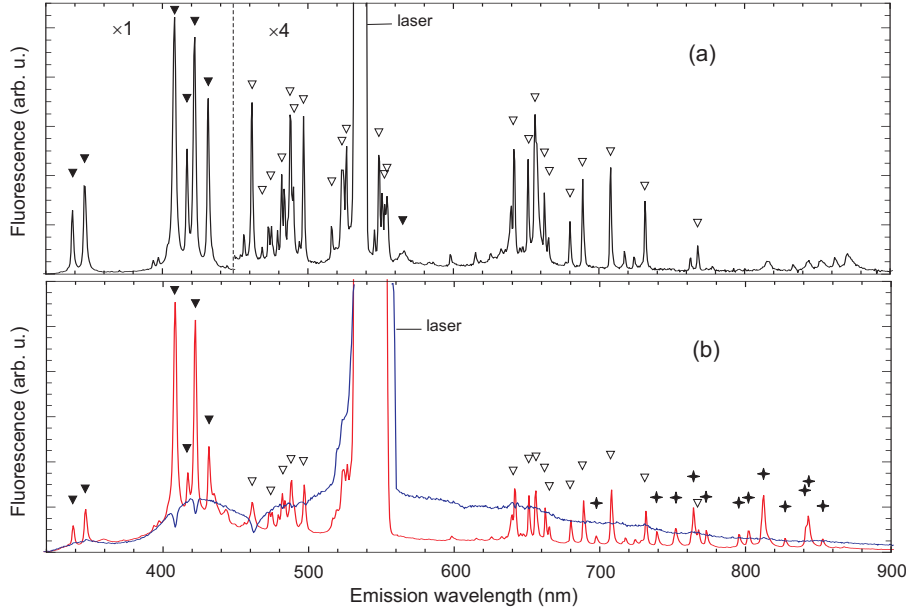 ×1
×4
laser
(a)
Fluorescence (arb. u.)
laser
(b)
Fluorescence (arb. u.)
400 500 600 700 800 900
Emission wavelength (nm)